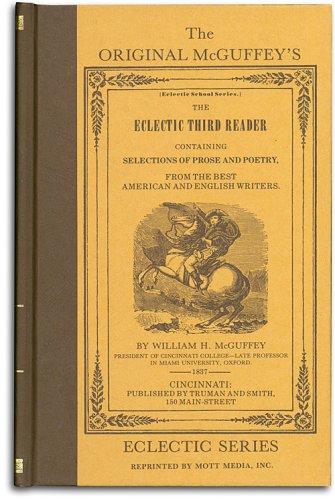 The
ORIGINAL McGUFFEY'S
[Eclectic School Series.]
THE
ECLECTIC THIRD READER
CONTAINING
SELECTIONS OF PROSE AND POETRY,
FROM THE BEST
AMERICAN AND ENGLISH WRITERS.
BY WILLIAM H. McGUFFEY
PRESIDENT OF CINCINNATI COLLEGE—LATE PROFESSOR
IN MIAMI UNIVERSITY, OXFORD.
1837
CINCINNATI:
PUBLISHED BY TRUMAN AND SMITH,
150 MAIN-STREET
ECLECTIC SERIES
REPRINTED BY MOTT MEDIA, INC.